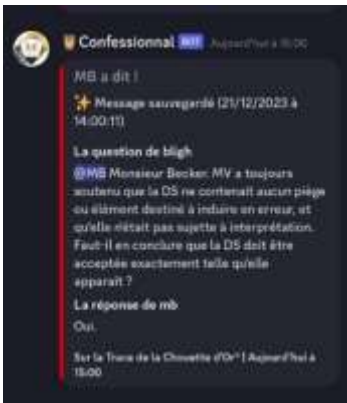 Confessionnal BOT Aujourd'hui à 15:00
MB a dit !
Message sauvegardé (21/12/2023 à
14:00:11)
La question de bligh
@MB Monsieur Becker. MV a toujours
soutenu que la DS ne contenait aucun piège
ou élément destiné à induire en erreur, et
qu'elle n'était pas sujette à interprétation.
Faut-il en conclure que la DS doit être
acceptée exactement telle qu'elle
apparait ?
La réponse de mb
Oui.
Sur la Trace de la Chouette d'Or® | Aujourd'hui à
15:00